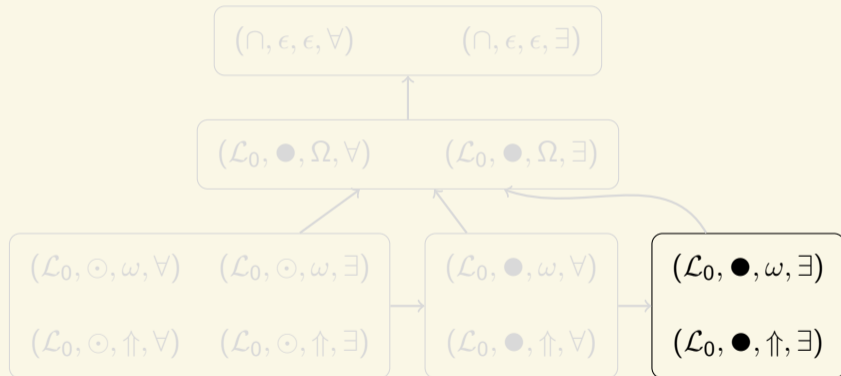 (∩, ϵ, ϵ, ∀) (∩, ϵ, ϵ, ∃)
(ℒ₀, ●, Ω, ∀) (ℒ₀, ●, Ω, ∃)
(ℒ₀, ⊙, ω, ∀) (ℒ₀, ⊙, ω, ∃) (ℒ₀, ●, ω, ∀) (ℒ₀, ●, ω, ∃)
(ℒ₀, ⊙, ⇑, ∀) (ℒ₀, ⊙, ⇑, ∃) (ℒ₀, ●, ⇑, ∀) (ℒ₀, ●, ⇑, ∃)